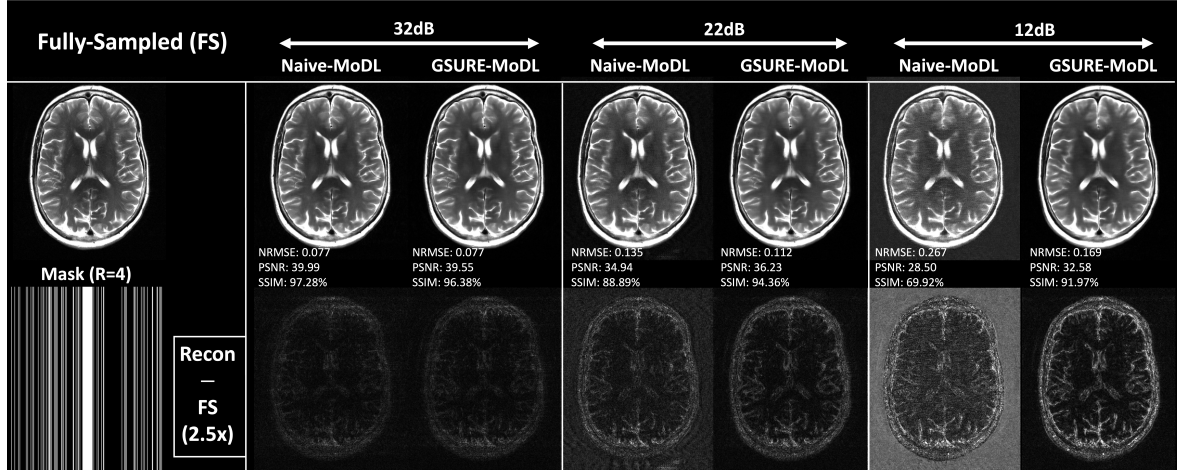 Fully-Sampled (FS)
32dB
22dB
12dB
Naive-MoDL
GSURE-MoDL
Naive-MoDL
GSURE-MoDL
Naive-MoDL
GSURE-MoDL
NRMSE: 0.077
PSNR: 39.99
SSIM: 97.28%
NRMSE: 0.077
PSNR: 39.55
SSIM: 96.38%
NRMSE: 0.135
PSNR: 34.94
SSIM: 88.89%
NRMSE: 0.112
PSNR: 36.23
SSIM: 94.36%
NRMSE: 0.267
PSNR: 28.50
SSIM: 69.92%
NRMSE: 0.169
PSNR: 32.58
SSIM: 91.97%
Mask (R=4)
Recon
—
FS
(2.5x)